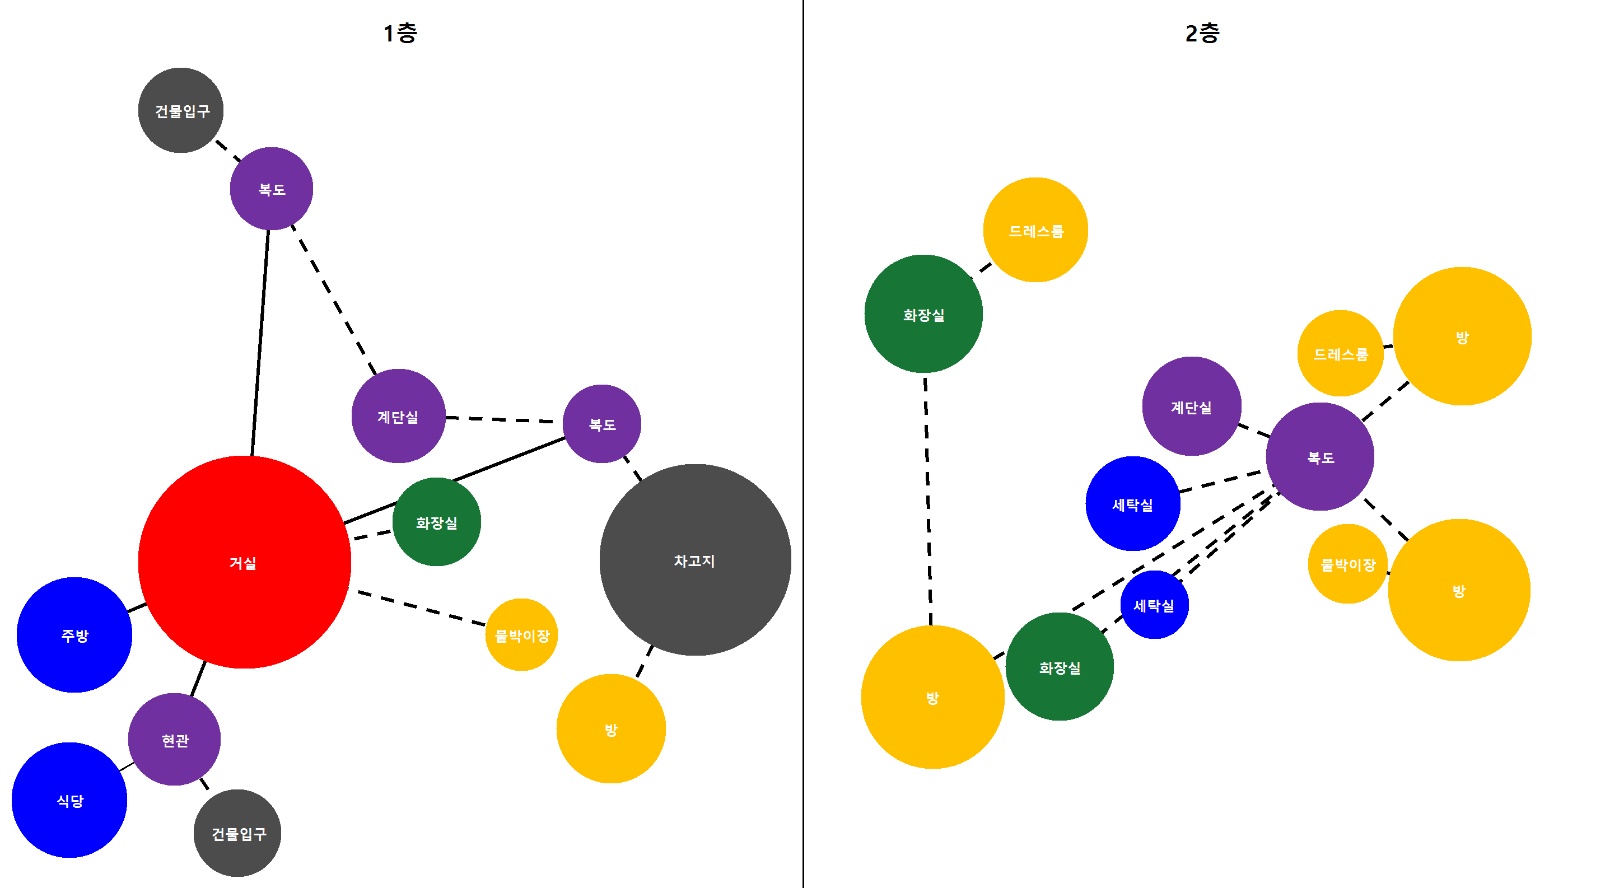 1층
건물입구
복도
계단실
복도
화장실
거실
차고지
주방
붙박이장
방
현관
식당
건물입구
2층
드레스룸
화장실
방
드레스룸
계단실
복도
세탁실
붙박이장
방
세탁실
화장실
방